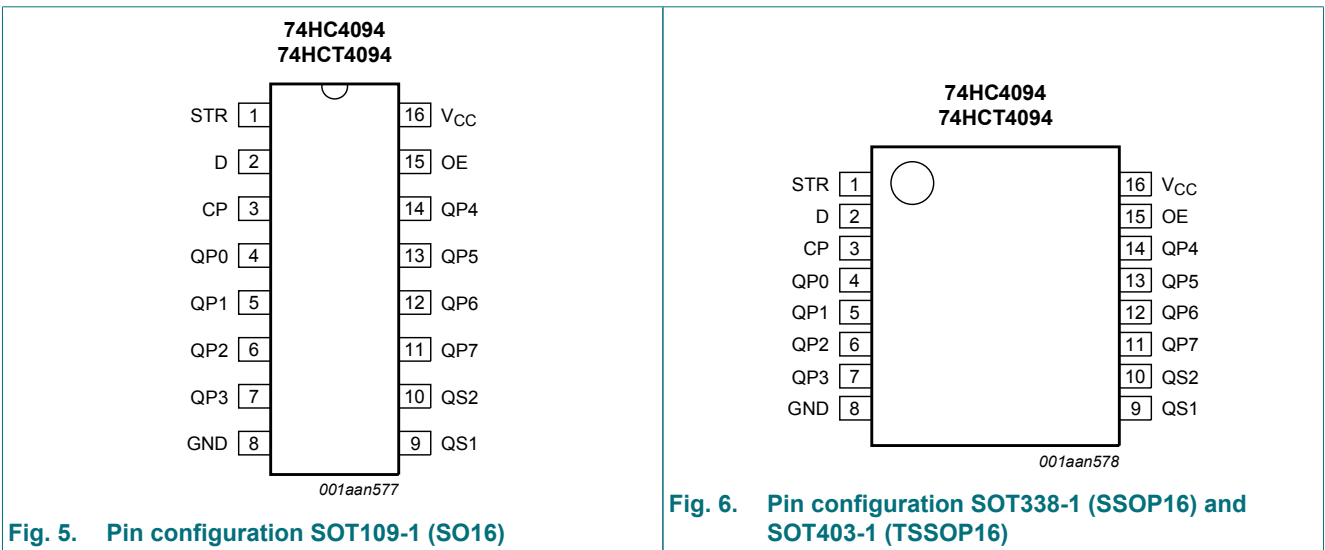 74HC4094
74HCT4094
STR 1
16 VCC
D 2
15 OE
CP 3
14 QP4
QP0 4
13 QP5
QP1 5
12 QP6
QP2 6
11 QP7
QP3 7
10 QS2
GND 8
9 QS1
001aan577
Fig. 5. Pin configuration SOT109-1 (SO16)
74HC4094
74HCT4094
STR 1
16 VCC
D 2
15 OE
CP 3
14 QP4
QP0 4
13 QP5
QP1 5
12 QP6
QP2 6
11 QP7
QP3 7
10 QS2
GND 8
9 QS1
001aan578
Fig. 6. Pin configuration SOT338-1 (SSOP16) and
SOT403-1 (TSSOP16)